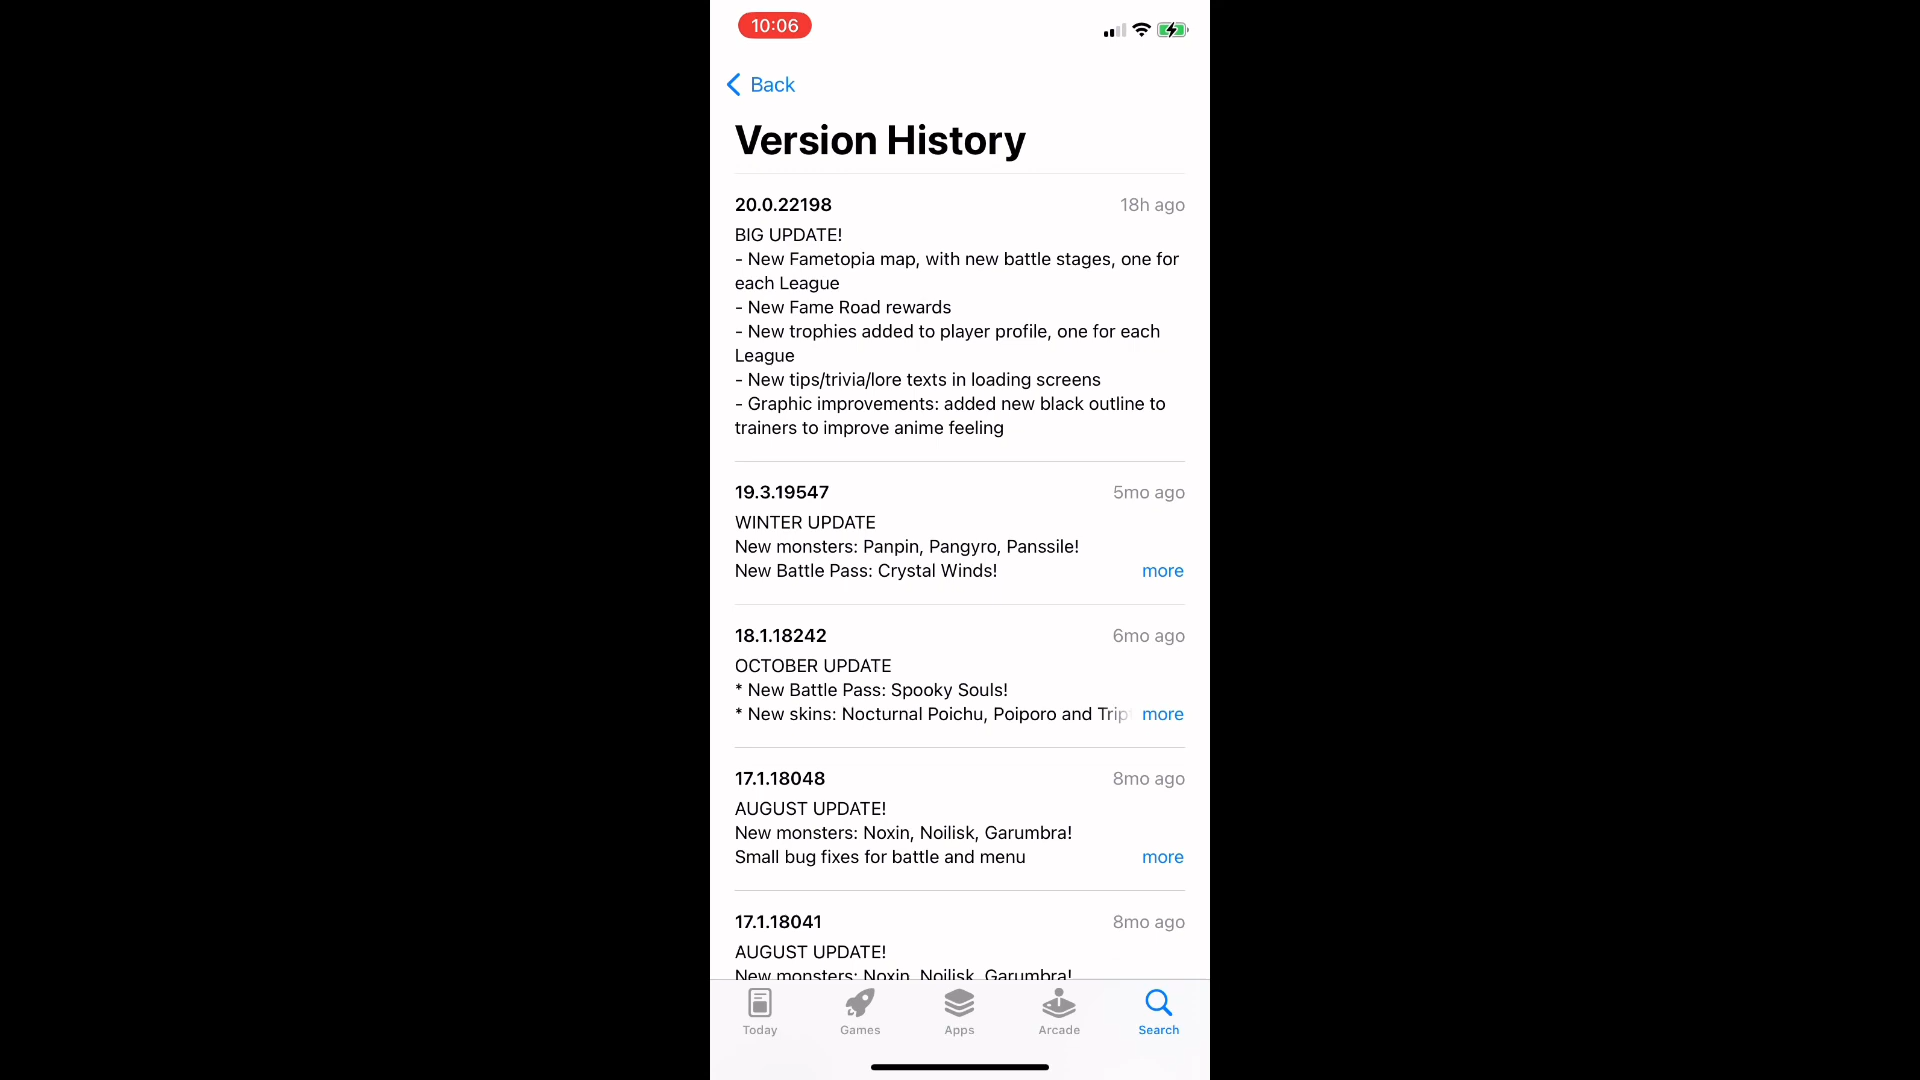 10:06
Back
Version History
20.0.22198 18h ago
BIG UPDATE!
- New Fametopia map, with new battle stages, one for
each League
- New Fame Road rewards
- New trophies added to player profile, one for each
League
- New tips/trivia/lore texts in loading screens
- Graphic improvements: added new black outline to
trainers to improve anime feeling
19.3.19547 5mo ago
WINTER UPDATE
New monsters: Panpin, Pangyro, Panssile!
New Battle Pass: Crystal Winds! more
18.1.18242 6mo ago
OCTOBER UPDATE
* New Battle Pass: Spooky Souls!
* New skins: Nocturnal Poichu, Poiporo and more
17.1.18048 8mo ago
AUGUST UPDATE!
New monsters: Noxin, Noilisk, Garumbra!
Small bug fixes for battle and menu more
17.1.18041 8mo ago
AUGUST UPDATE!
New monsters: Noxin, Noilisk, Garumbra!
Today Games Apps Arcade Search